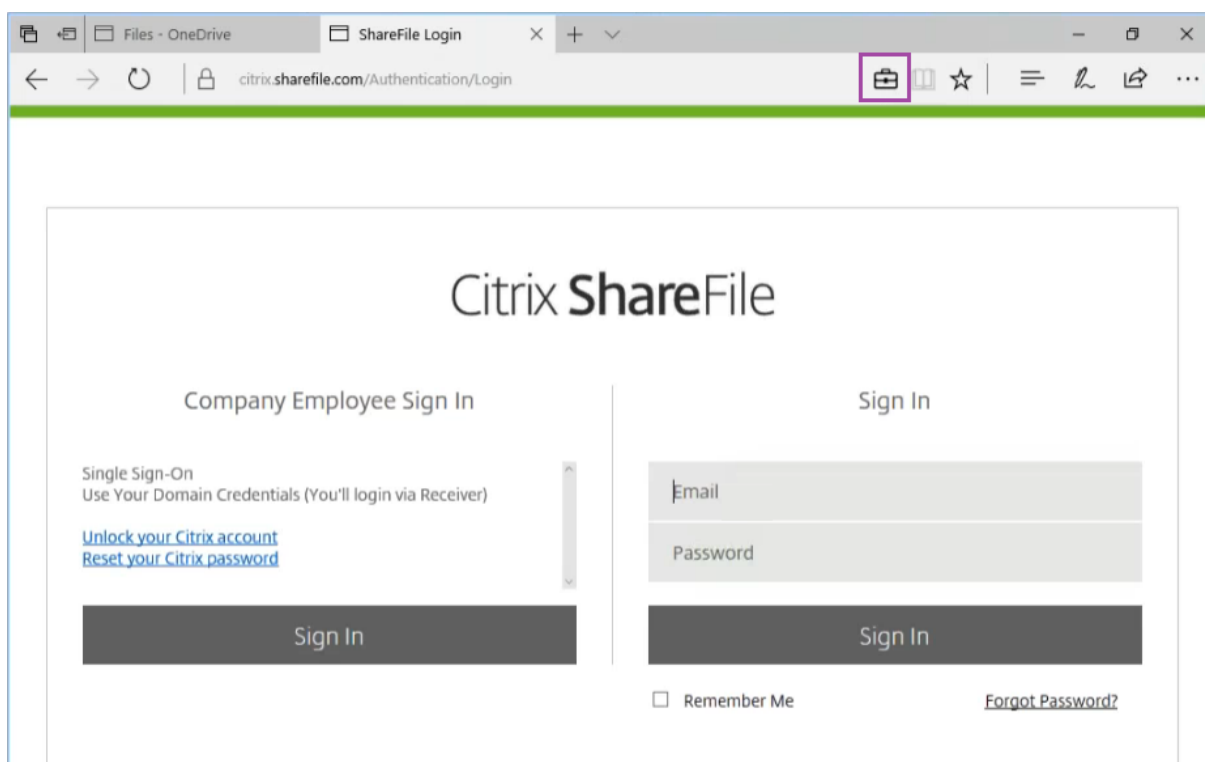 Files - OneDrive
ShareFile Login
citrix.sharefile.com/Authentication/Login
Citrix ShareFile
Company Employee Sign In
Single Sign-On
Use Your Domain Credentials (You'll login via Receiver)
Unlock your Citrix account
Reset your Citrix password
Sign In
Sign In
Email
Password
Sign In
Remember Me
Forgot Password?